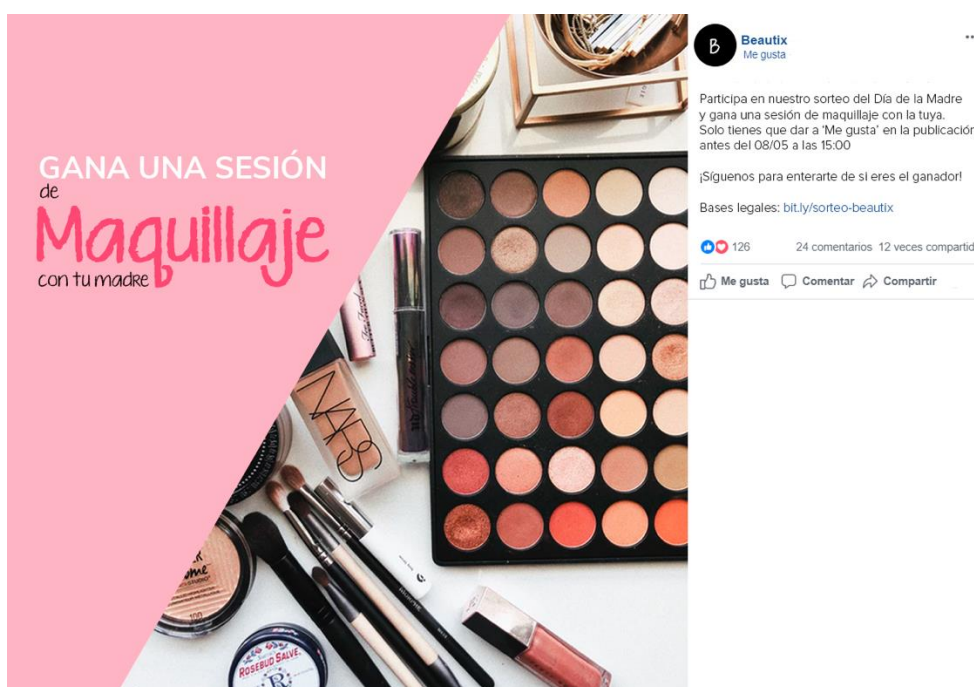 GANA UNA SESIÓN
de
Maquillaje
con tu madre
NARS
ROSEBUD SALVE.
R
100
B
Beautix
Me gusta
Participa en nuestro sorteo del Día de la Madre
y gana una sesión de maquillaje con la tuya.
Solo tienes que dar a ‘Me gusta’ en la publicación
antes del 08/05 a las 15:00
¡Síguenos para enterarte de si eres el ganador!
Bases legales: bit.ly/sorteo-beautix
126 24 comentarios 12 veces compartid
Me gusta Comentar Compartir